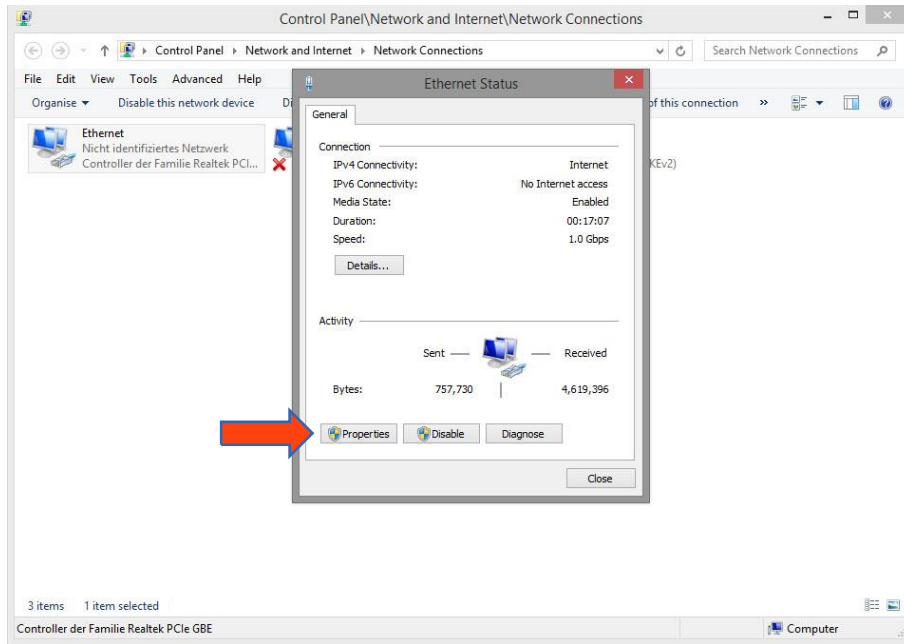 Control Panel\Network and Internet\Network Connections
Control Panel Network and Internet Network Connections
Search Network Connections
File Edit View Tools Advanced Help
Organise Disable this network device Di
of this connection »
Ethernet
Nicht identifiziertes Netzwerk
Controller der Familie Realtek PCI...
KEv2)
Ethernet Status
General
Connection
IPv4 Connectivity: Internet
IPv6 Connectivity: No Internet access
Media State: Enabled
Duration: 00:17:07
Speed: 1.0 Gbps
Details...
Activity
Sent Received
Bytes: 757,730 4,619,396
Properties Disable Diagnose
Close
3 items 1 item selected
Controller der Familie Realtek PCIe GBE Computer